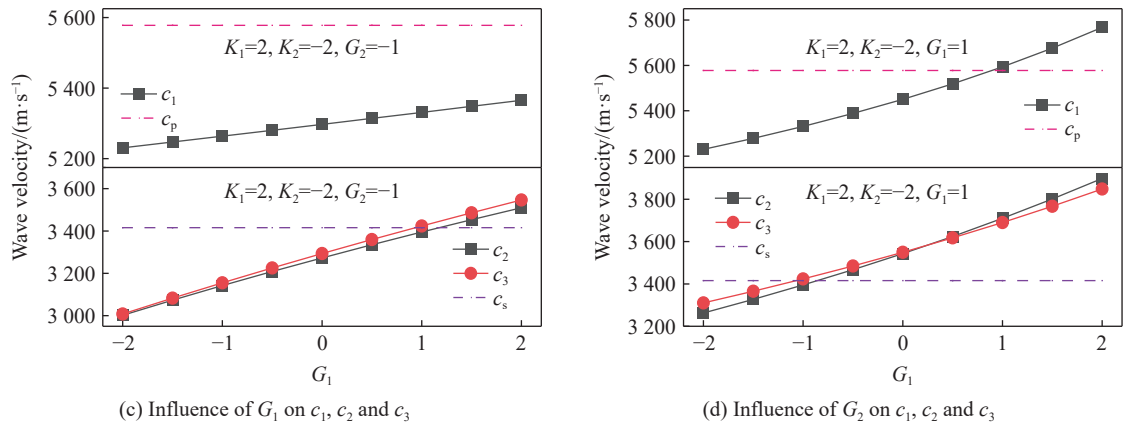 5 600
K₁=2, K₂=−2, G₂=−1
5 400
c₁
cₚ
5 200
Wave velocity/(m·s⁻¹)
3 600
K₁=2, K₂=−2, G₂=−1
3 400
c₂
c₃
cₛ
3 200
3 000
−2 −1 0 1 2
G₁
(c) Influence of G₁ on c₁, c₂ and c₃
5 800
K₁=2, K₂=−2, G₁=1
5 600
5 400
c₁
cₚ
5 200
Wave velocity/(m·s⁻¹)
3 800
K₁=2, K₂=−2, G₁=1
c₂
c₃
cₛ
3 600
3 400
3 200
−2 −1 0 1 2
G₁
(d) Influence of G₂ on c₁, c₂ and c₃